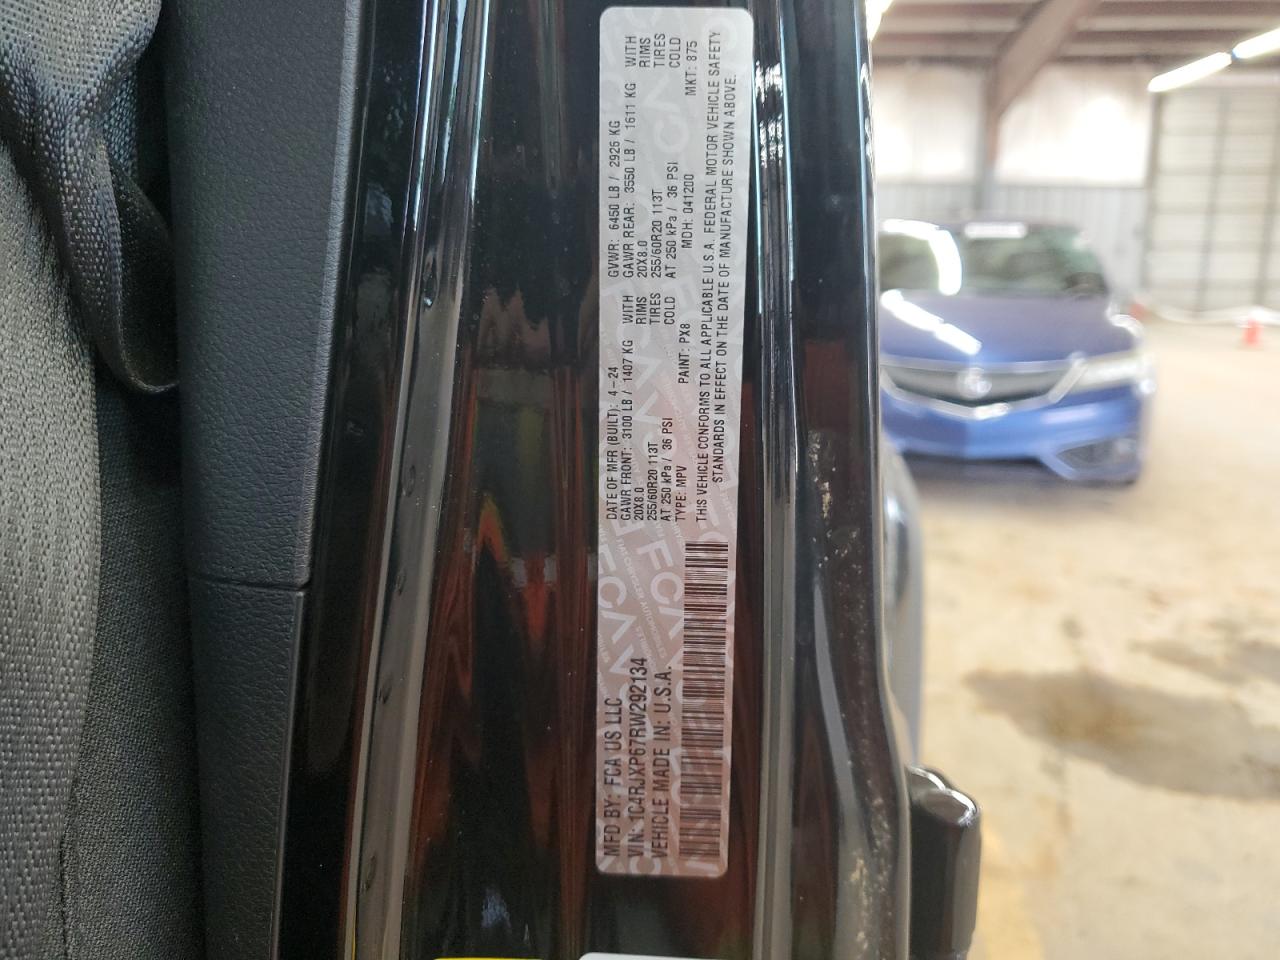 MFD BY: FCA US LLC
DATE OF MFR (BUILT): 4-24
GVWR: 6450 LB / 2926 KG
VIN: 1C4RJXP67RW292134
GAWR FRONT: 3100 LB / 1407 KG WITH
GAWR REAR: 3550 LB / 1611 KG WITH
VEHICLE MADE IN: U.S.A.
20X8.0 RIMS
20X8.0 RIMS
255/60R20 113T TIRES
255/60R20 113T TIRES
AT 250 kPa / 36 PSI COLD
AT 250 kPa / 36 PSI COLD
TYPE: MPV PAINT: PX8 MDH: 041200 MKT: 875
THIS VEHICLE CONFORMS TO ALL APPLICABLE U.S.A. FEDERAL MOTOR VEHICLE SAFETY
STANDARDS IN EFFECT ON THE DATE OF MANUFACTURE SHOWN ABOVE.